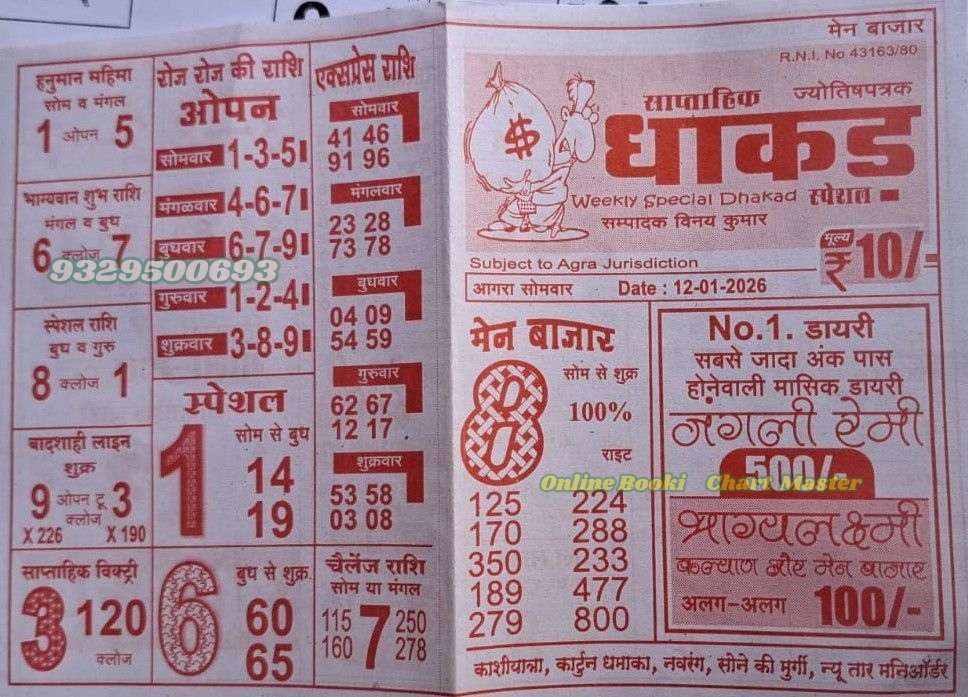 हनुमान महिमा
सोम व मंगल
1 ओपन 5
भाग्यवान शुभ राशि
मंगल व बुध
6 क्लोज 7
स्पेशल राशि
बुध व गुरु
8 क्लोज 1
बादशाही लाइन
शुक्र
9 ओपन टू 3
क्लोज
X 226 X 190
साप्ताहिक विक्ट्री
3 120
क्लोज
रोज रोज की राशि
ओपन
सोमवार 1-3-5
मंगळवार 4-6-7
बुधवार 6-7-9
गुरुवार 1-2-4
शुक्रवार 3-8-9
9329500693
स्पेशल
सोम से बुध
1 14
19
बुध से शुक्र
6 60
65
एक्सप्रेस राशि
सोमवार
41 46
91 96
मंगलवार
23 28
73 78
बुधवार
04 09
54 59
गुरुवार
62 67
12 17
शुक्रवार
53 58
03 08
चैलेंज राशि
सोम या मंगल
115 7 250
160 278
मेन बाजार
R.N.I. No 43163/80
साप्ताहिक ज्योतिषपत्रक
धाकड
Weekly Special Dhakad स्पेशल
सम्पादक विनय कुमार
$
मूल्य
₹10/-
Subject to Agra Jurisdiction
आगरा सोमवार Date : 12-01-2026
मेन बाजार
सोम से शुक्र
8 100%
राइट
125 224
170 288
350 233
189 477
279 800
No.1. डायरी
सबसे जादा अंक पास
होनेवाली मासिक डायरी
जंगली रेमी
500/-
Online Booki Chart Master
भाग्यलक्ष्मी
कल्याण और मेन बाजार
अलग-अलग 100/-
काशीयात्रा, कार्टुन धमाका, नवरंग, सोने की मुर्गी, न्यू तार मनिऑर्डर